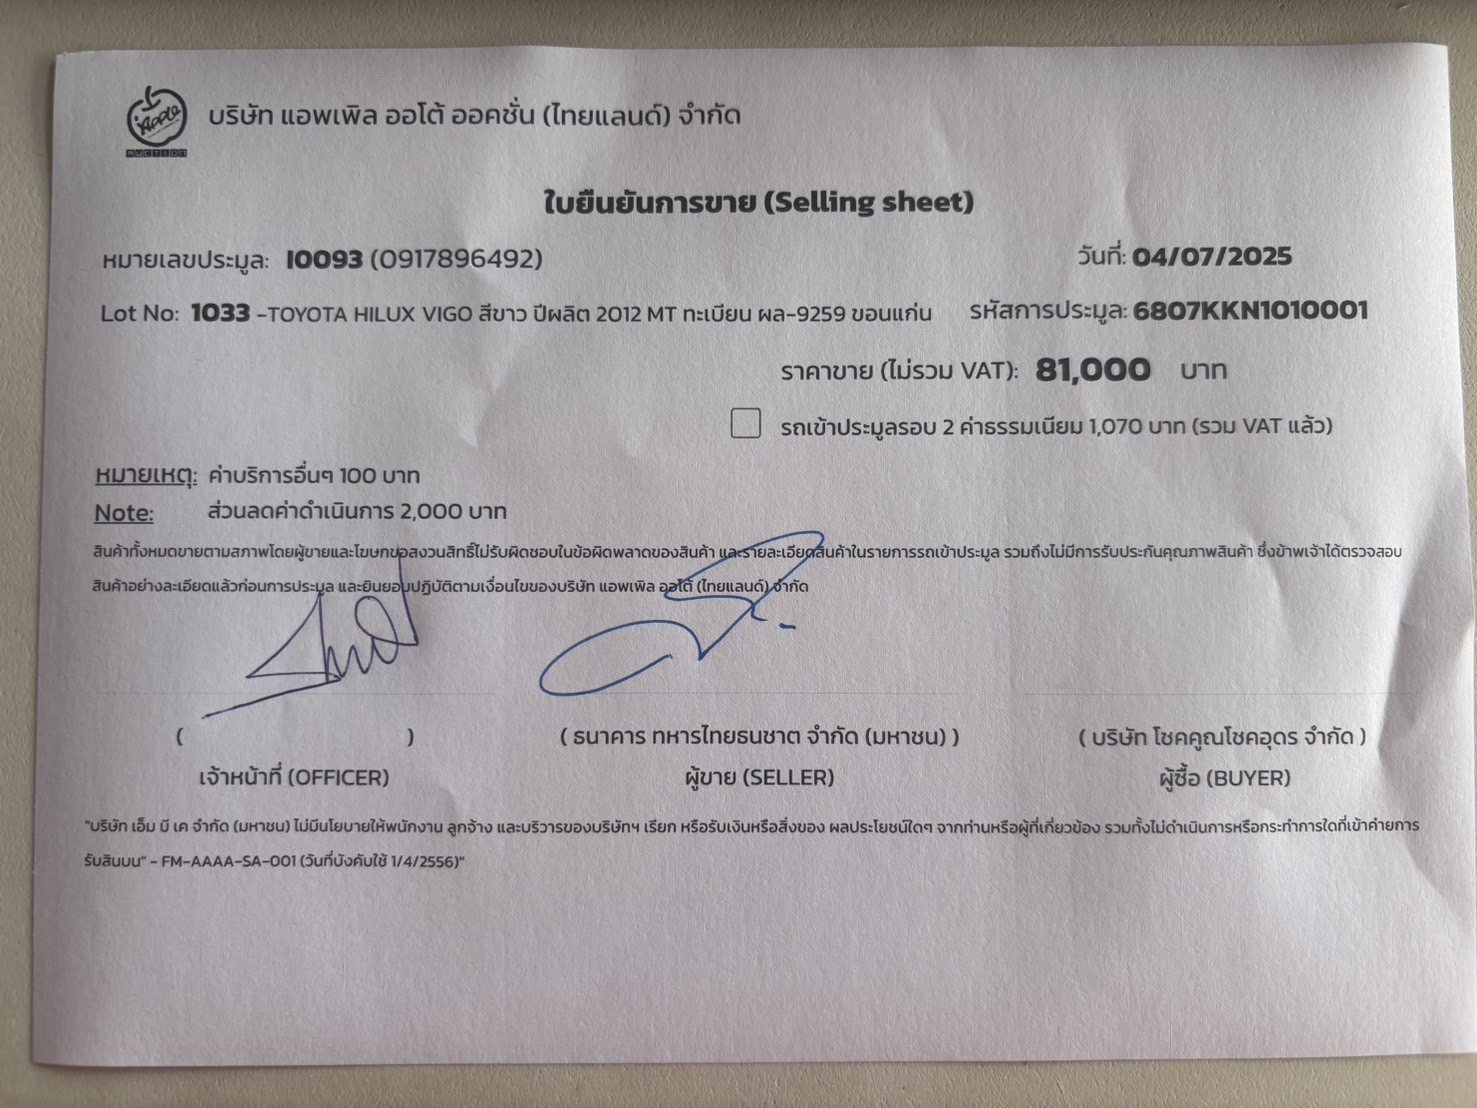 Apple
AUCTION
บริษัท แอพเพิล ออโต้ ออคชั่น (ไทยแลนด์) จำกัด
ใบยืนยันการขาย (Selling sheet)
หมายเลขประมูล: I0093 (0917896492) วันที่: 04/07/2025
Lot No: 1033 -TOYOTA HILUX VIGO สีขาว ปีผลิต 2012 MT ทะเบียน ผล-9259 ขอนแก่น รหัสการประมูล: 6807KKN1010001
ราคาขาย (ไม่รวม VAT): 81,000 บาท
รถเข้าประมูลรอบ 2 ค่าธรรมเนียม 1,070 บาท (รวม VAT แล้ว)
หมายเหตุ: ค่าบริการอื่นๆ 100 บาท
Note: ส่วนลดค่าดำเนินการ 2,000 บาท
สินค้าทั้งหมดขายตามสภาพโดยผู้ขายและโฆษกขอสงวนสิทธิ์ไม่รับผิดชอบในข้อผิดพลาดของสินค้า และรายละเอียดสินค้าในรายการรถเข้าประมูล รวมถึงไม่มีการรับประกันคุณภาพสินค้า ซึ่งข้าพเจ้าได้ตรวจสอบ
สินค้าอย่างละเอียดแล้วก่อนการประมูล และยินยอมปฏิบัติตามเงื่อนไขของบริษัท แอพเพิล ออโต้ (ไทยแลนด์) จำกัด
( ) ( ธนาคาร ทหารไทยธนชาต จำกัด (มหาชน) ) ( บริษัท โชคคูณโชคอุดร จำกัด )
เจ้าหน้าที่ (OFFICER) ผู้ขาย (SELLER) ผู้ซื้อ (BUYER)
"บริษัท เอ็ม บี เค จำกัด (มหาชน) ไม่มีนโยบายให้พนักงาน ลูกจ้าง และบริวารของบริษัทฯ เรียก หรือรับเงินหรือสิ่งของ ผลประโยชน์ใดๆ จากท่านหรือผู้ที่เกี่ยวข้อง รวมทั้งไม่ดำเนินการหรือกระทำการใดที่เข้าค่ายการ
รับสินบน" - FM-AAAA-SA-001 (วันที่บังคับใช้ 1/4/2556)"